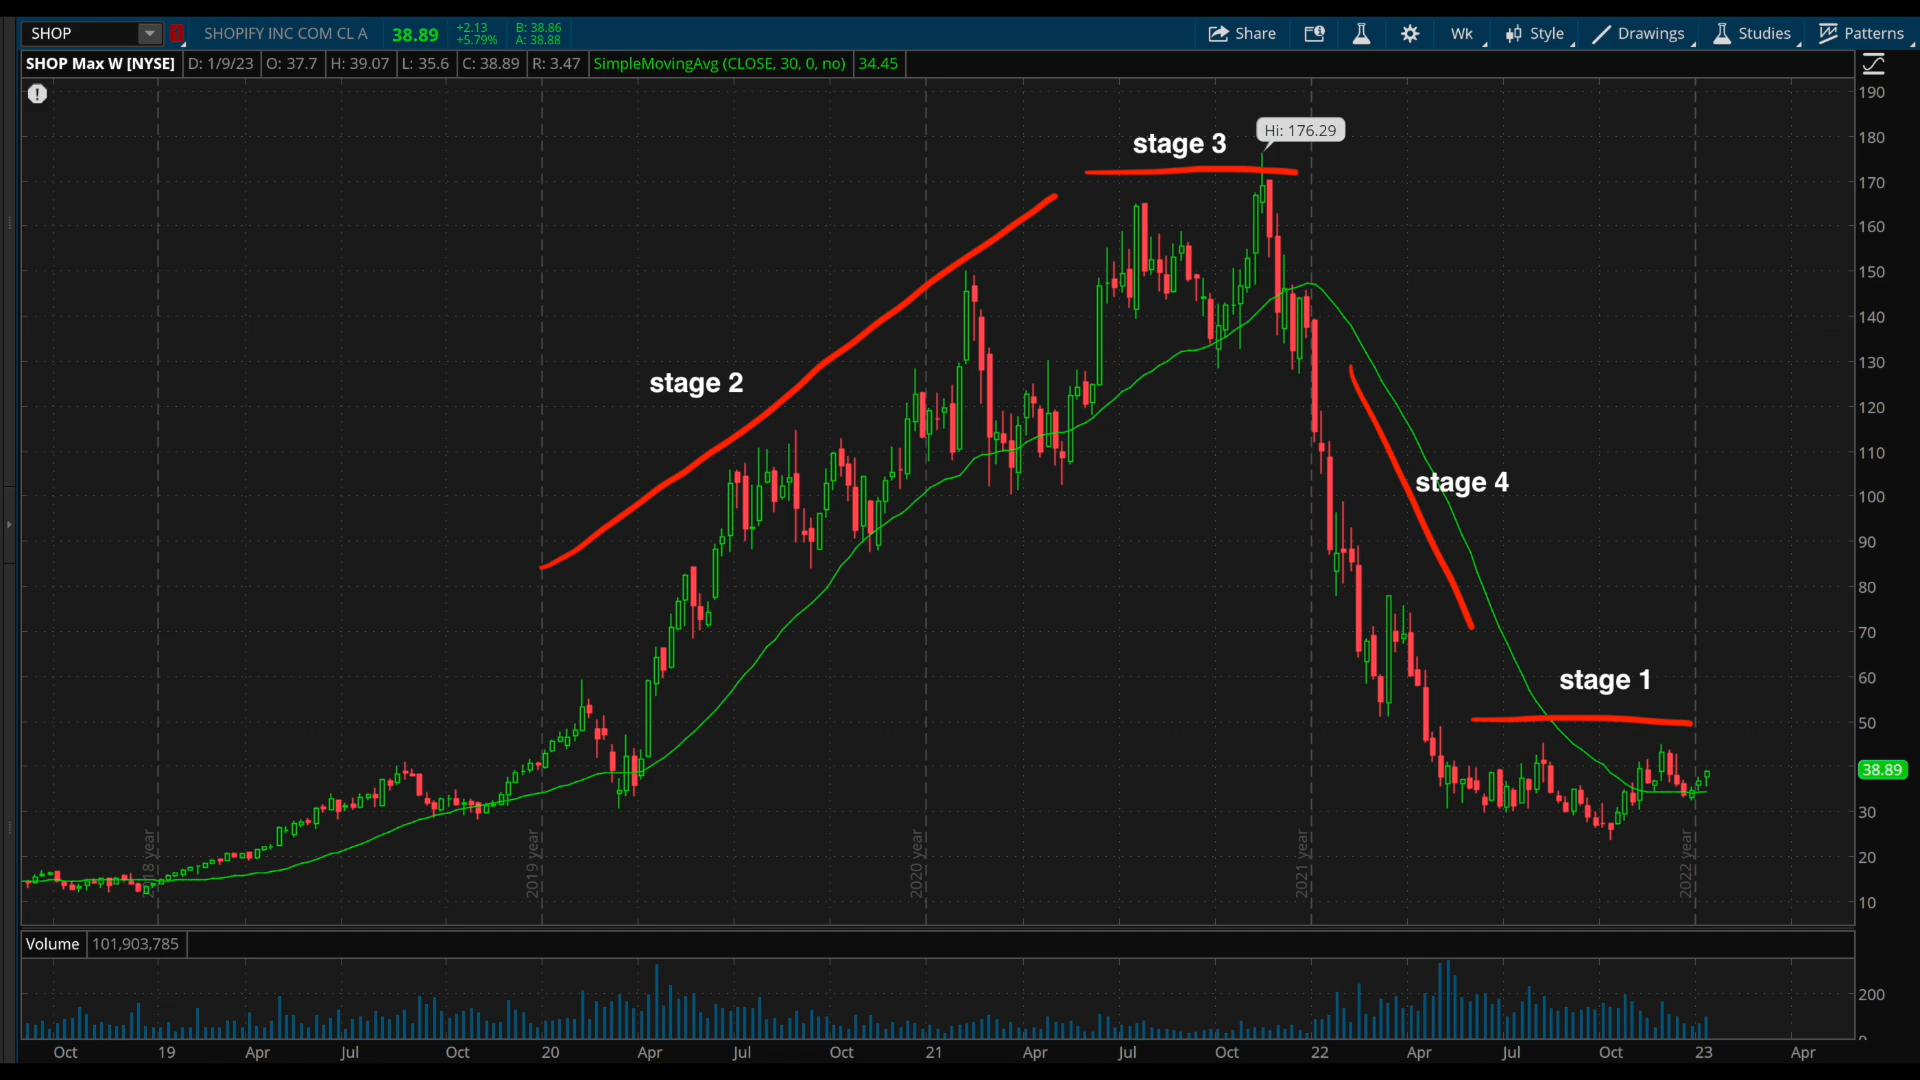 SHOP SHOPIFY INC COM CL A 38.89 +2.13 B: 38.86 Share Wk Style Drawings Studies Patterns
+5.79% A: 38.88
SHOP Max W [NYSE] D: 1/9/23 O: 37.7 H: 39.07 L: 35.6 C: 38.89 R: 3.47 SimpleMovingAvg (CLOSE, 30, 0, no) 34.45
190
Hi: 176.29
180
stage 3
170
160
150
140
130
stage 2
120
110
stage 4
100
90
80
70
60
stage 1
50
38.89
30
20
10
2019 year
2020 year
2021 year
2022 year
Volume 101,903,785
200
Oct 19 Apr Jul Oct 20 Apr Jul Oct 21 Apr Jul Oct 22 Apr Jul Oct 23 Apr